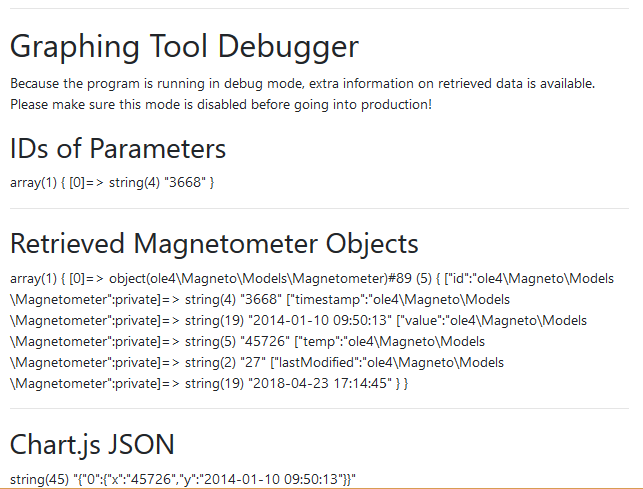 Graphing Tool Debugger
Because the program is running in debug mode, extra information on retrieved data is available.
Please make sure this mode is disabled before going into production!
IDs of Parameters
array(1) { [0]=> string(4) "3668" }
Retrieved Magnetometer Objects
array(1) { [0]=> object(ole4\Magneto\Models\Magnetometer)#89 (5) { ["id":"ole4\Magneto\Models
\Magnetometer":private]=> string(4) "3668" ["timestamp":"ole4\Magneto\Models
\Magnetometer":private]=> string(19) "2014-01-10 09:50:13" ["value":"ole4\Magneto\Models
\Magnetometer":private]=> string(5) "45726" ["temp":"ole4\Magneto\Models
\Magnetometer":private]=> string(2) "27" ["lastModified":"ole4\Magneto\Models
\Magnetometer":private]=> string(19) "2018-04-23 17:14:45" } }
Chart.js JSON
string(45) "{"0":{"x":"45726","y":"2014-01-10 09:50:13"}}"